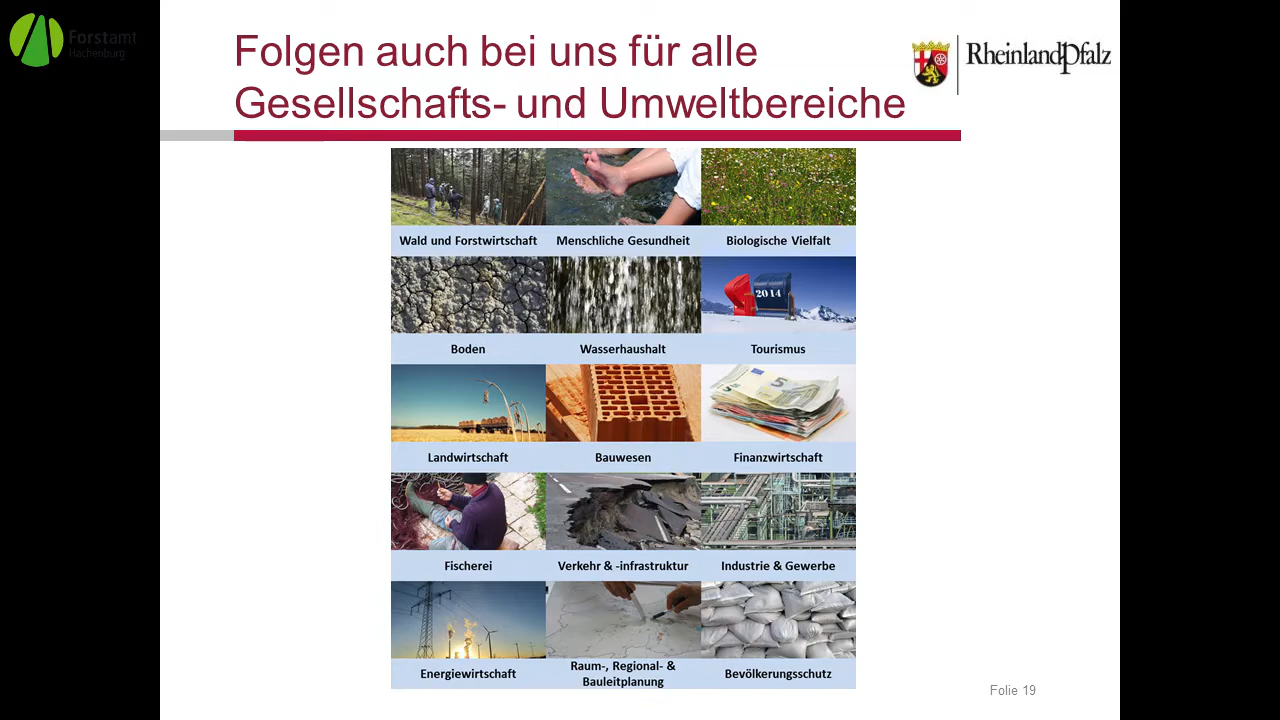 Forstamt
Hachenburg
Folgen auch bei uns für alle
Gesellschafts- und Umweltbereiche
RheinlandPfalz
Wald und Forstwirtschaft
Menschliche Gesundheit
Biologische Vielfalt
2014
Boden
Wasserhaushalt
Tourismus
5
5
Landwirtschaft
Bauwesen
Finanzwirtschaft
Fischerei
Verkehr & -infrastruktur
Industrie & Gewerbe
Energiewirtschaft
Raum-, Regional- &
Bauleitplanung
Bevölkerungsschutz
Folie 19